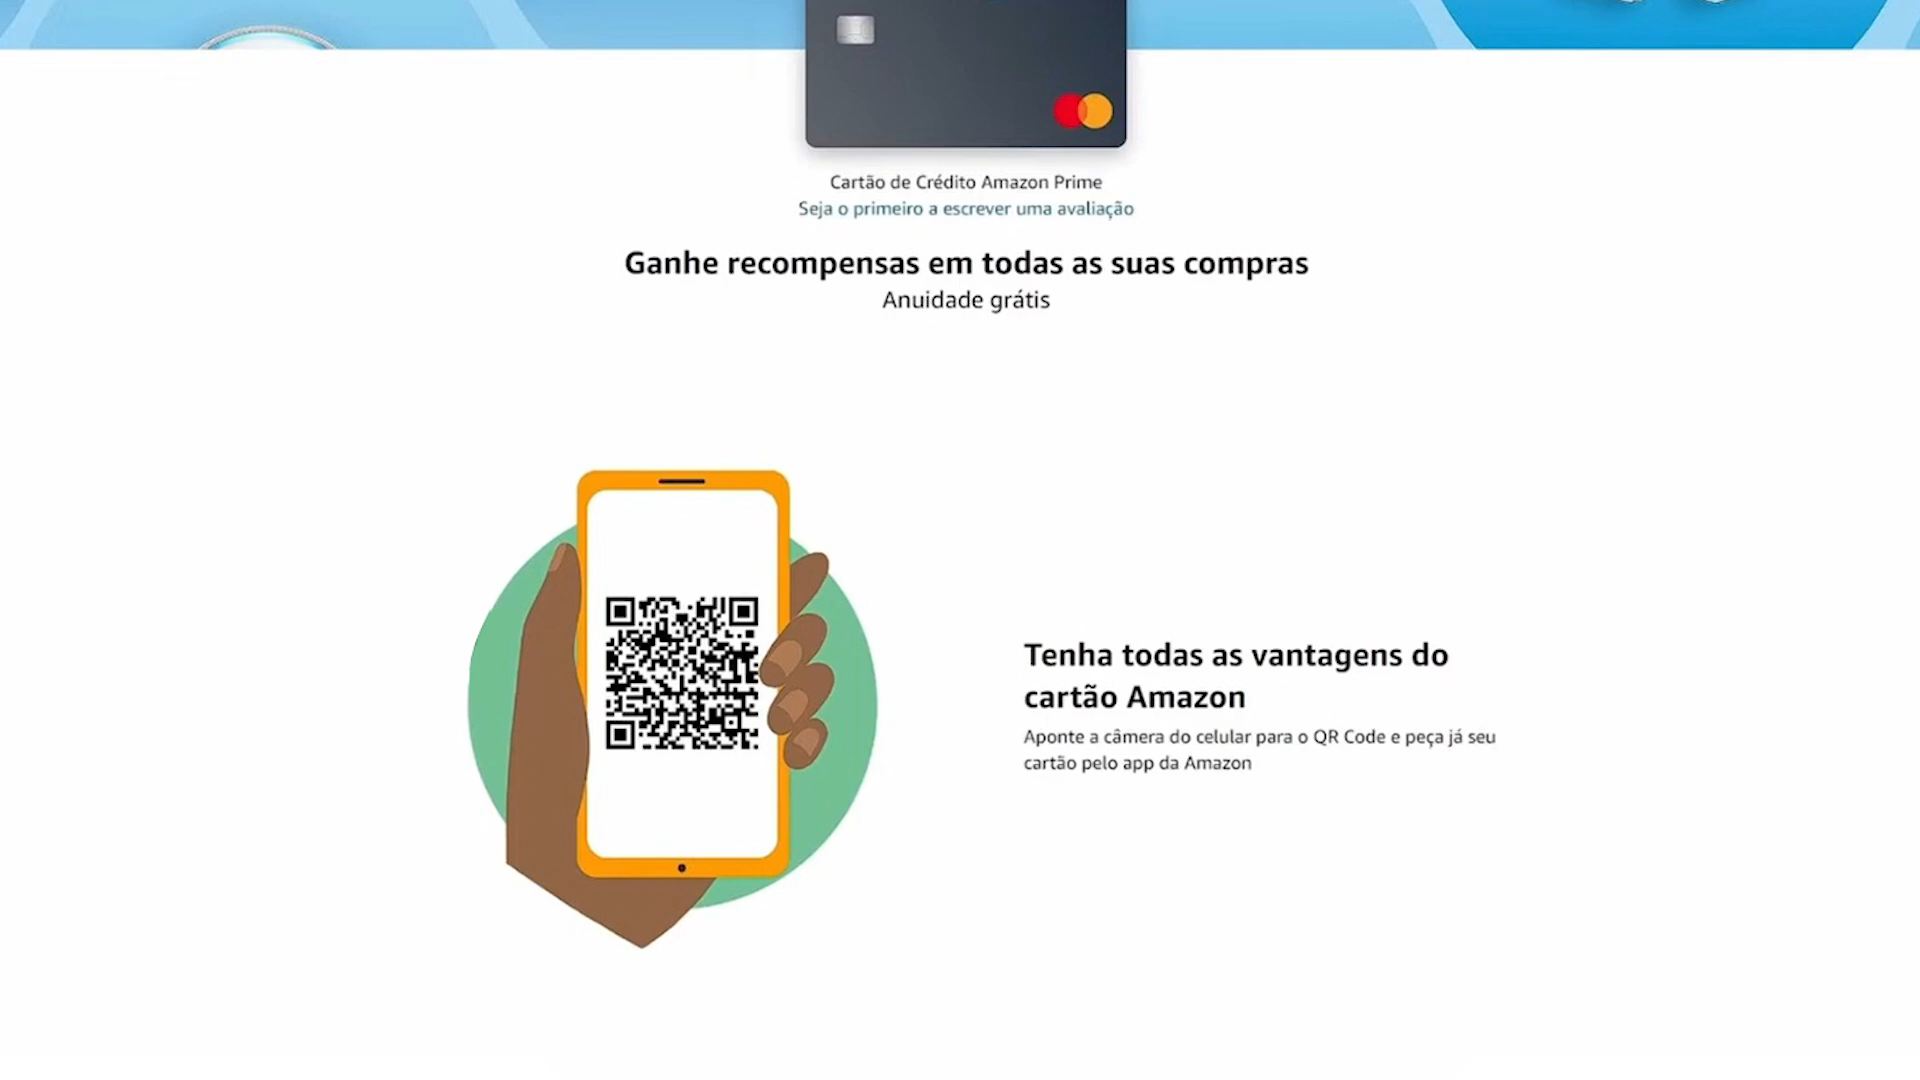 Cartão de Crédito Amazon Prime
Seja o primeiro a escrever uma avaliação
Ganhe recompensas em todas as suas compras
Anuidade grátis
Tenha todas as vantagens do
cartão Amazon
Aponte a câmera do celular para o QR Code e peça já seu
cartão pelo app da Amazon